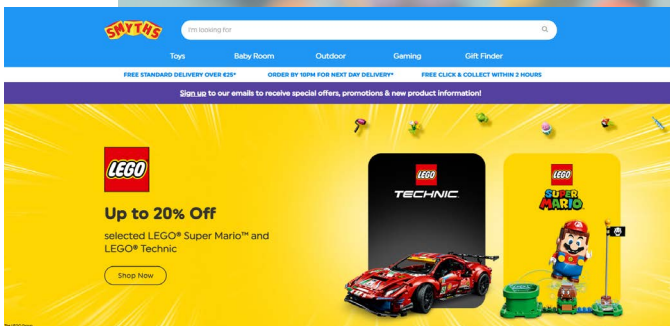 SMYTHS
I'm looking for
Toys Baby Room Outdoor Gaming Gift Finder
FREE STANDARD DELIVERY OVER €25* ORDER BY 10PM FOR NEXT DAY DELIVERY* FREE CLICK & COLLECT WITHIN 2 HOURS
Sign up to our emails to receive special offers, promotions & new product information!
LEGO
Up to 20% Off
selected LEGO® Super Mario™ and
LEGO® Technic
Shop Now
LEGO
TECHNIC
LEGO
SUPER
MARIO